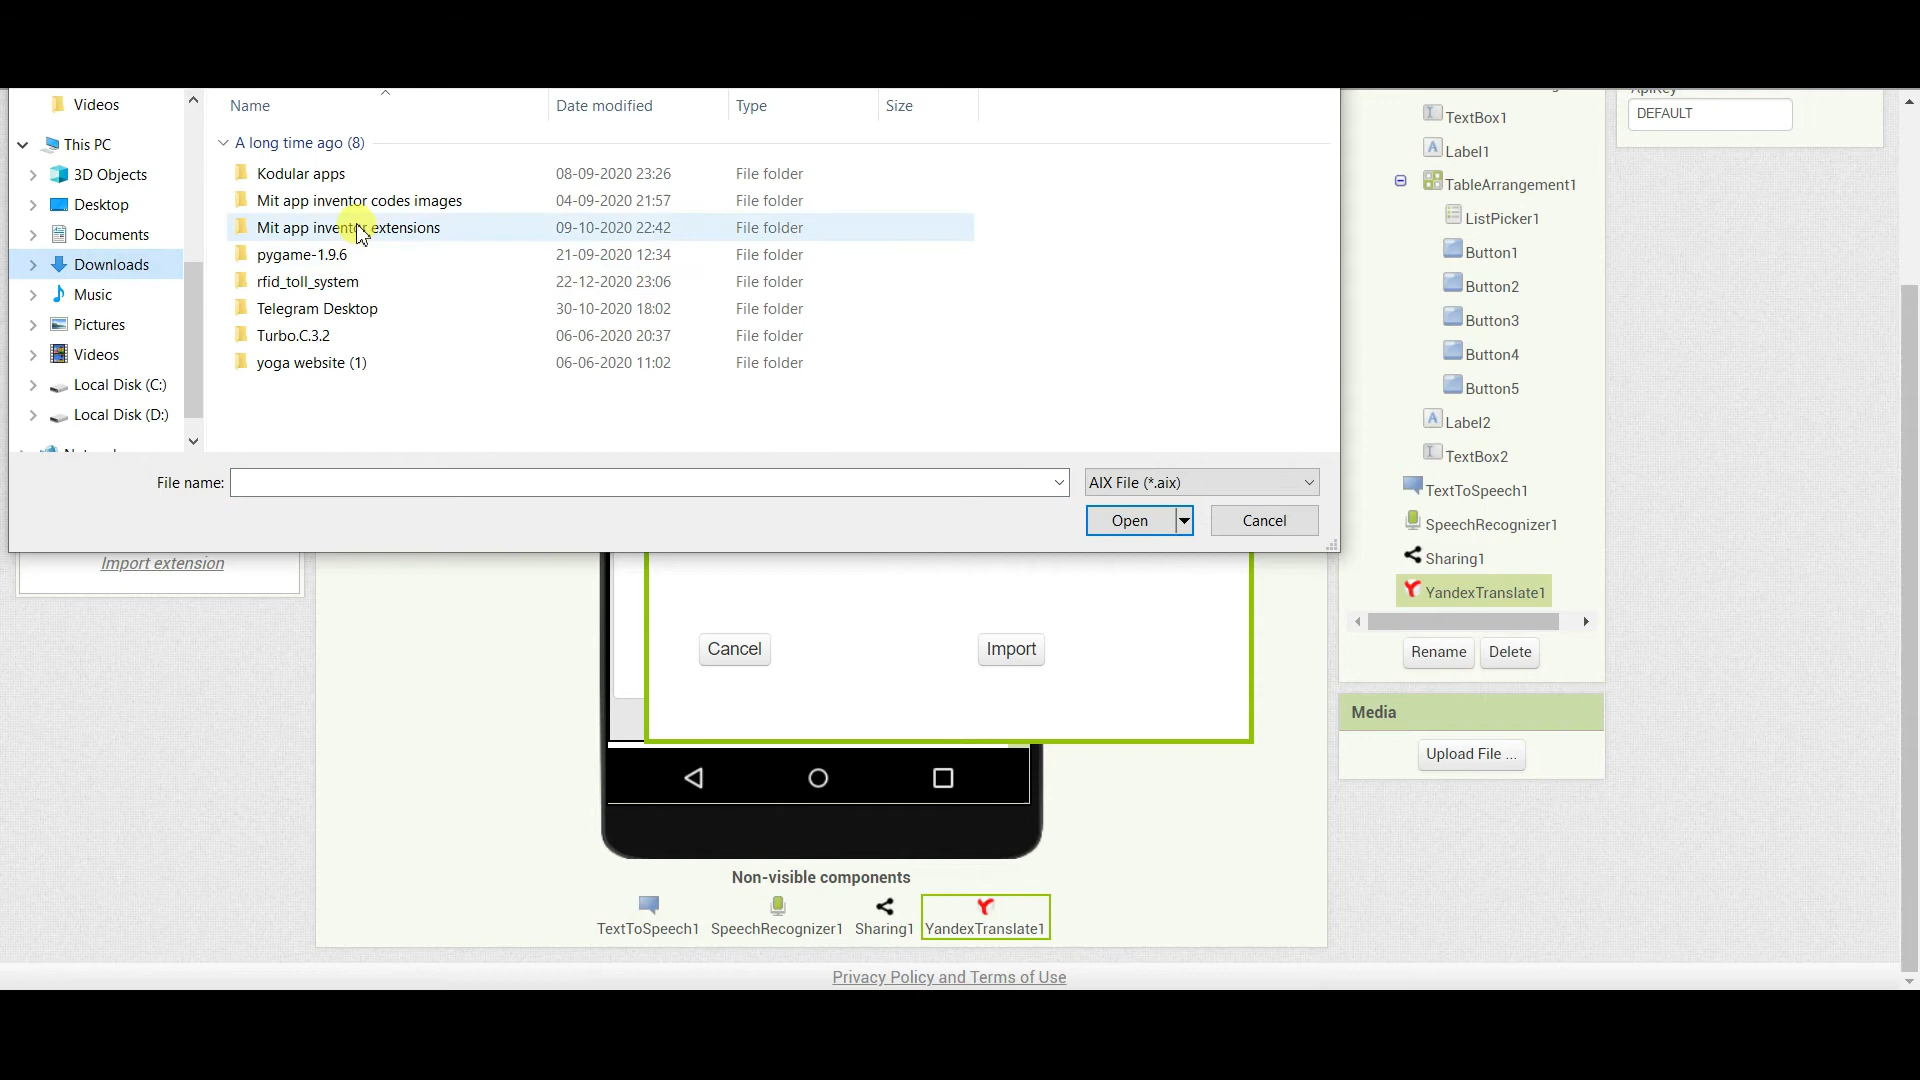 Videos
This PC
3D Objects
Desktop
Documents
Downloads
Music
Pictures
Videos
Local Disk (C:)
Local Disk (D:)
Name Date modified Type Size
A long time ago (8)
Kodular apps 08-09-2020 23:26 File folder
Mit app inventor codes images 04-09-2020 21:57 File folder
Mit app inventor extensions 09-10-2020 22:42 File folder
pygame-1.9.6 21-09-2020 12:34 File folder
rfid_toll_system 22-12-2020 23:06 File folder
Telegram Desktop 30-10-2020 18:02 File folder
Turbo.C.3.2 06-06-2020 20:37 File folder
yoga website (1) 06-06-2020 11:02 File folder
File name: AIX File (*.aix)
Open Cancel
Import extension
Cancel Import
Non-visible components
TextToSpeech1 SpeechRecognizer1 Sharing1 YandexTranslate1
Privacy Policy and Terms of Use
TextBox1
Label1
TableArrangement1
ListPicker1
Button1
Button2
Button3
Button4
Button5
Label2
TextBox2
TextToSpeech1
SpeechRecognizer1
Sharing1
YandexTranslate1
Rename Delete
Media
Upload File ...
ApiKey
DEFAULT